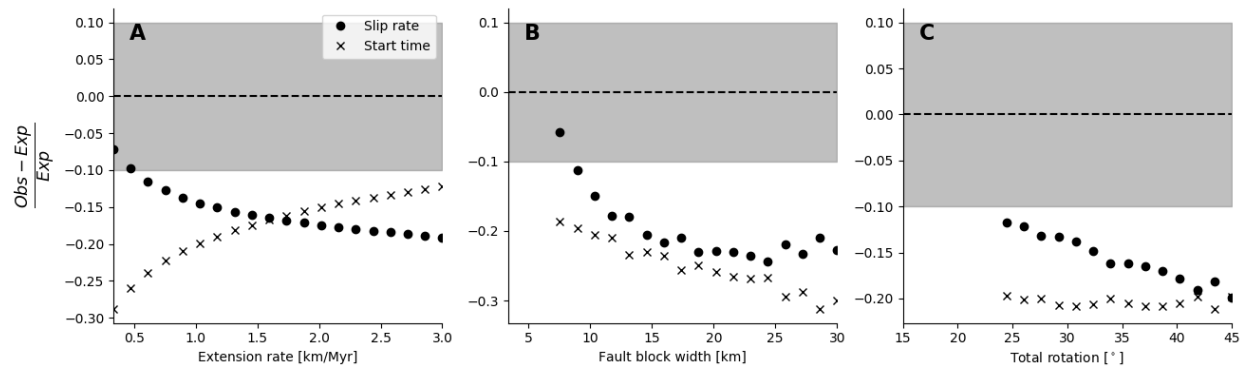 A
B
C
Slip rate
Start time
0.10
0.05
0.00
−0.05
−0.10
−0.15
−0.20
−0.25
−0.30
0.1
0.0
−0.1
−0.2
−0.3
0.10
0.05
0.00
−0.05
−0.10
−0.15
−0.20
Obs − Exp
Exp
0.5 1.0 1.5 2.0 2.5 3.0
5 10 15 20 25 30
15 20 25 30 35 40 45
Extension rate [km/Myr]
Fault block width [km]
Total rotation [°]